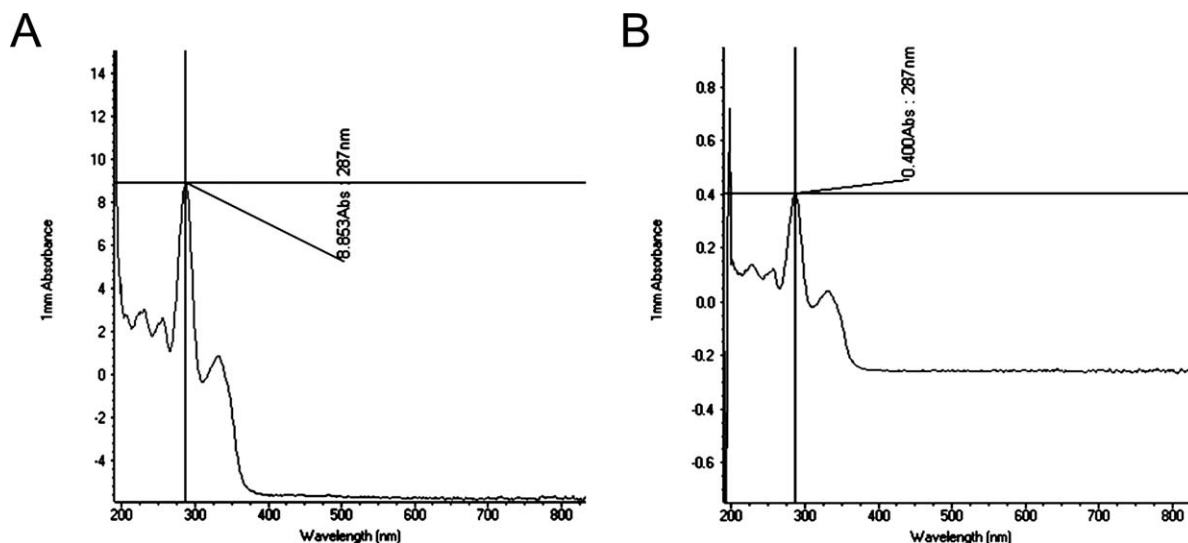 A
14
12
10
8
6
4
2
0
-2
-4
1mm Absorbance
8.853Abs : 287nm
200 300 400 500 600 700 800
Wavelength (nm)
B
0.8
0.6
0.4
0.2
0.0
-0.2
-0.4
-0.6
1mm Absorbance
0.400Abs : 287nm
200 300 400 500 600 700 800
Wavelength (nm)